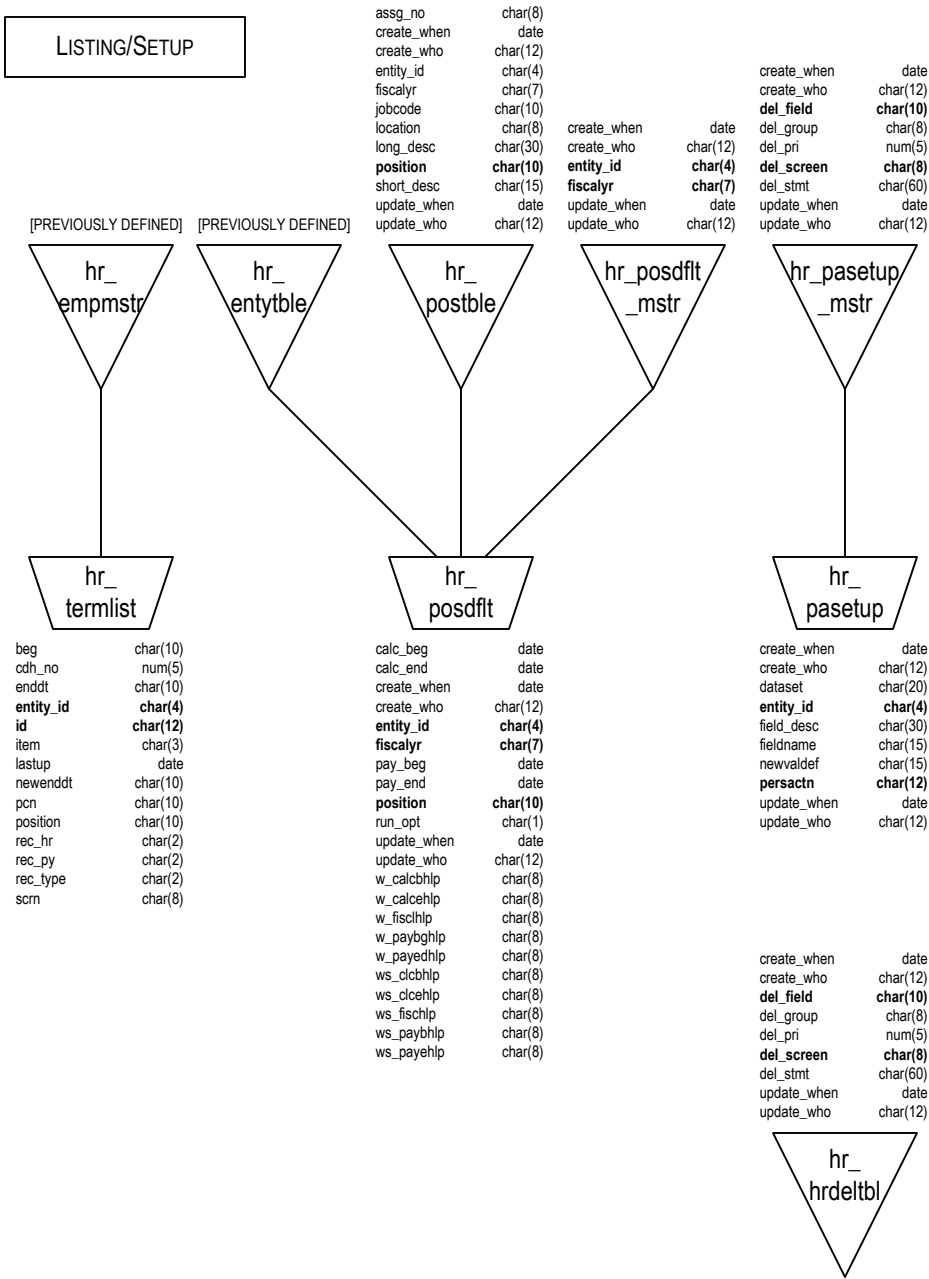 LISTING/SETUP
[PREVIOUSLY DEFINED]
hr_
empmstr
[PREVIOUSLY DEFINED]
hr_
entytble
assg_no char(8)
create_when date
create_who char(12)
entity_id char(4)
fiscalyr char(7)
jobcode char(10)
location char(8)
long_desc char(30)
position char(10)
short_desc char(15)
update_when date
update_who char(12)
hr_
postble
create_when date
create_who char(12)
entity_id char(4)
fiscalyr char(7)
update_when date
update_who char(12)
hr_posdflt
_mstr
create_when date
create_who char(12)
del_field char(10)
del_group char(8)
del_pri num(5)
del_screen char(8)
del_stmt char(60)
update_when date
update_who char(12)
hr_pasetup
_mstr
hr_
termlist
beg char(10)
cdh_no num(5)
enddt char(10)
entity_id char(4)
id char(12)
item char(3)
lastup date
newenddt char(10)
pcn char(10)
position char(10)
rec_hr char(2)
rec_py char(2)
rec_type char(2)
scrn char(8)
hr_
posdflt
calc_beg date
calc_end date
create_when date
create_who char(12)
entity_id char(4)
fiscalyr char(7)
pay_beg date
pay_end date
position char(10)
run_opt char(1)
update_when date
update_who char(12)
w_calcbhlp char(8)
w_calcehlp char(8)
w_fisclhlp char(8)
w_paybghlp char(8)
w_payedhlp char(8)
ws_clcbhlp char(8)
ws_clcehlp char(8)
ws_fischlp char(8)
ws_paybhlp char(8)
ws_payehlp char(8)
hr_
pasetup
create_when date
create_who char(12)
dataset char(20)
entity_id char(4)
field_desc char(30)
fieldname char(15)
newvaldef char(15)
persactn char(12)
update_when date
update_who char(12)
create_when date
create_who char(12)
del_field char(10)
del_group char(8)
del_pri num(5)
del_screen char(8)
del_stmt char(60)
update_when date
update_who char(12)
hr_
hrdeltbl